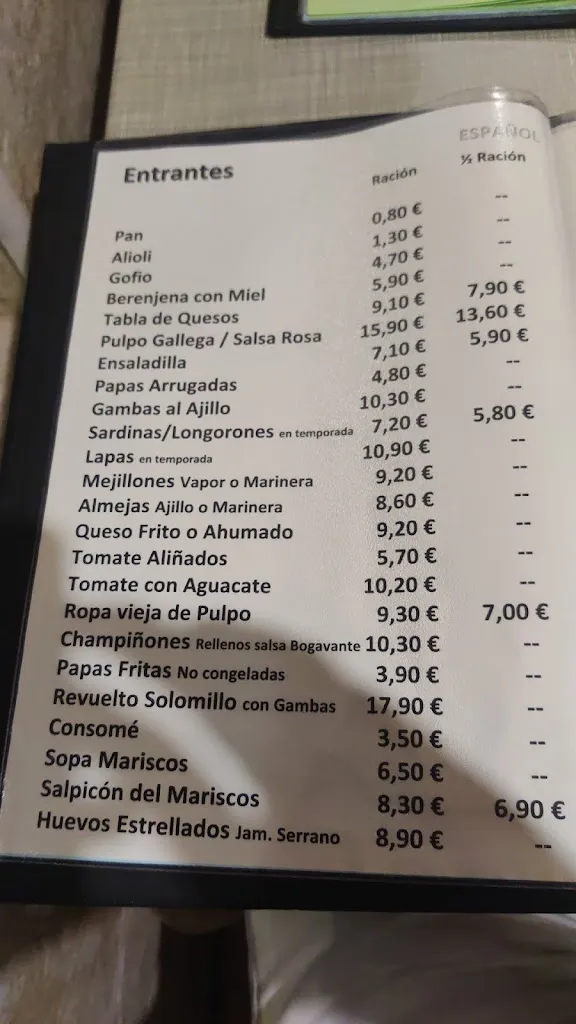 ESPAÑOL
Entrantes Ración ½ Ración
Pan 0,80 € --
Alioli 1,30 € --
Gofio 4,70 € --
Berenjena con Miel 5,90 € --
Tabla de Quesos 9,10 € 7,90 €
Pulpo Gallega / Salsa Rosa 15,90 € 13,60 €
Ensaladilla 7,10 € 5,90 €
Papas Arrugadas 4,80 € --
Gambas al Ajillo 10,30 € --
Sardinas/Longorones en temporada 7,20 € 5,80 €
Lapas en temporada 10,90 € --
Mejillones Vapor o Marinera 9,20 € --
Almejas Ajillo o Marinera 8,60 € --
Queso Frito o Ahumado 9,20 € --
Tomate Aliñados 5,70 € --
Tomate con Aguacate 10,20 € --
Ropa vieja de Pulpo 9,30 € 7,00 €
Champiñones Rellenos salsa Bogavante 10,30 € --
Papas Fritas No congeladas 3,90 € --
Revuelto Solomillo con Gambas 17,90 € --
Consomé 3,50 € --
Sopa Mariscos 6,50 € --
Salpicón del Mariscos 8,30 € 6,90 €
Huevos Estrellados Jam. Serrano 8,90 € --